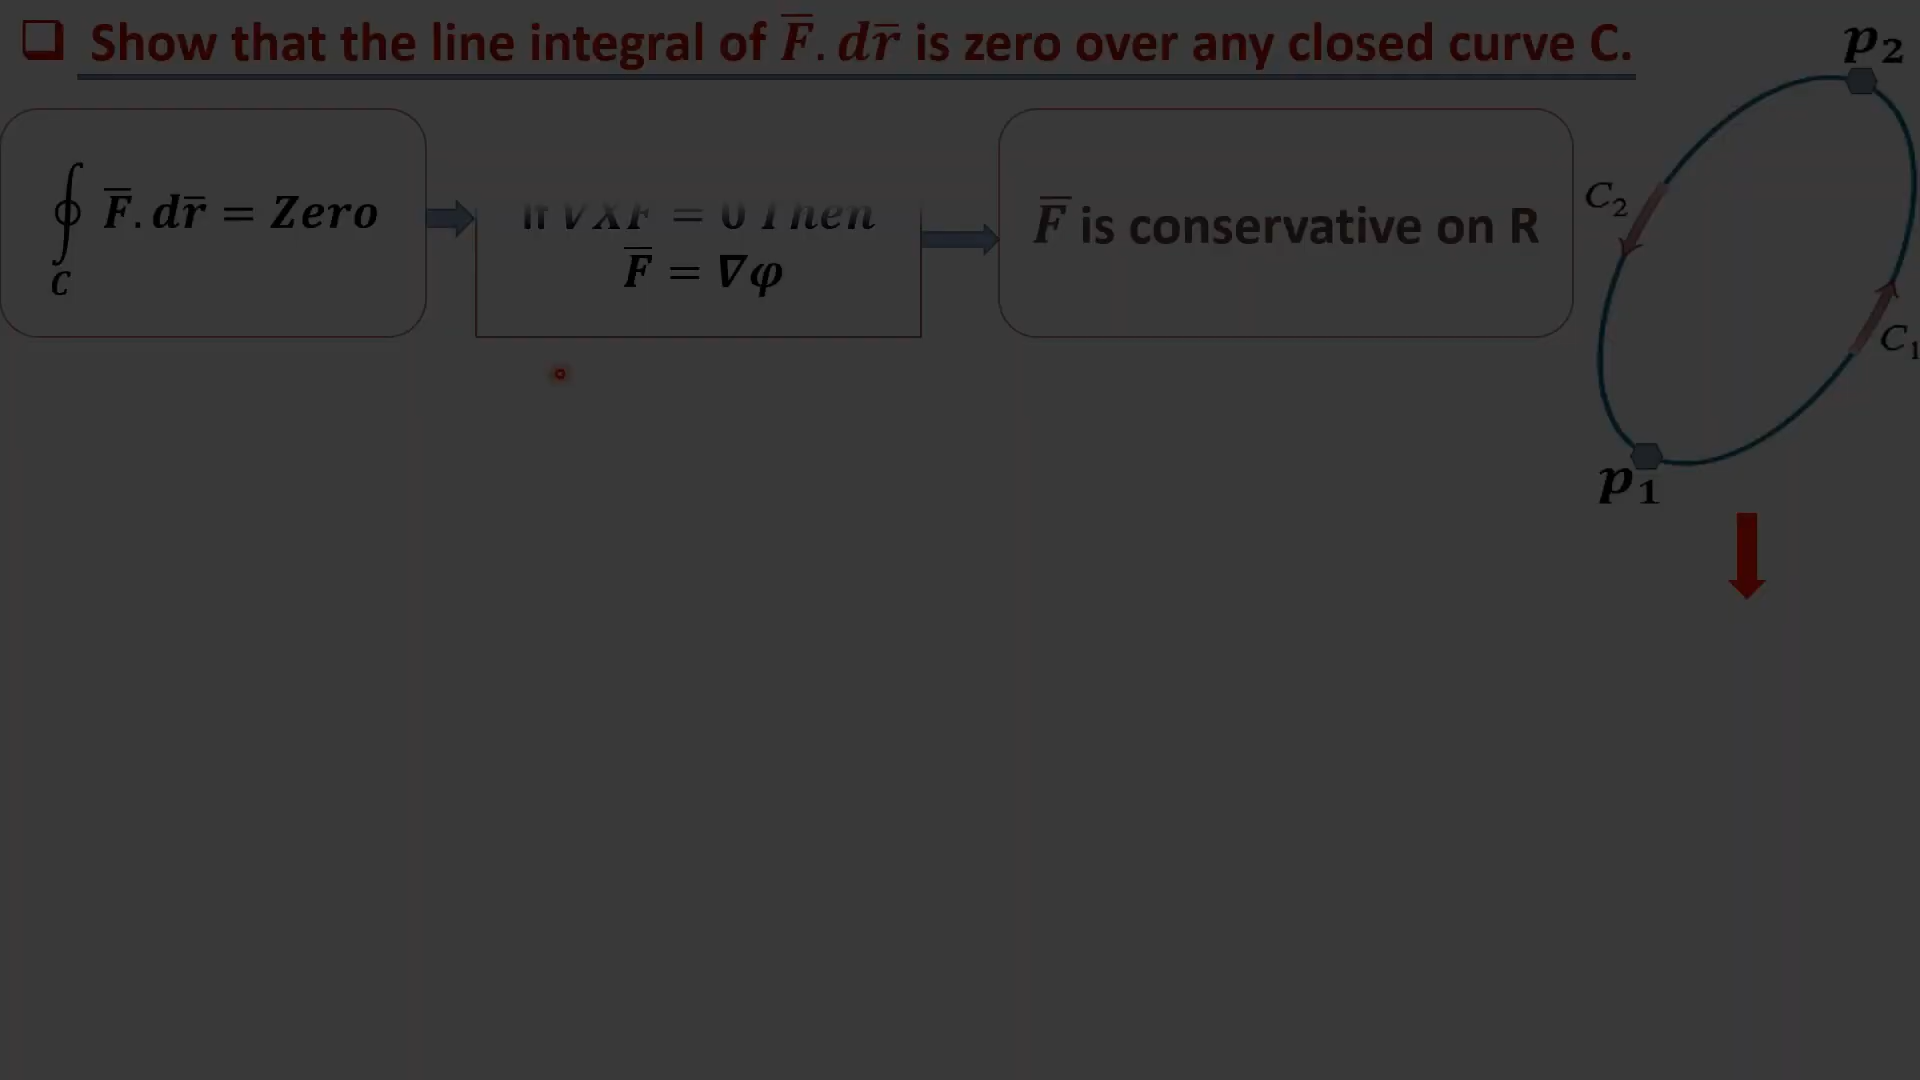 Show that the line integral of F̅. dr̅ is zero over any closed curve C.
p₂
∮ F̅. dr̅ = Zero
C
If ∇XF̅ = 0 Then
F̅ = ∇φ
F̅ is conservative on R
C₂
C₁
p₁